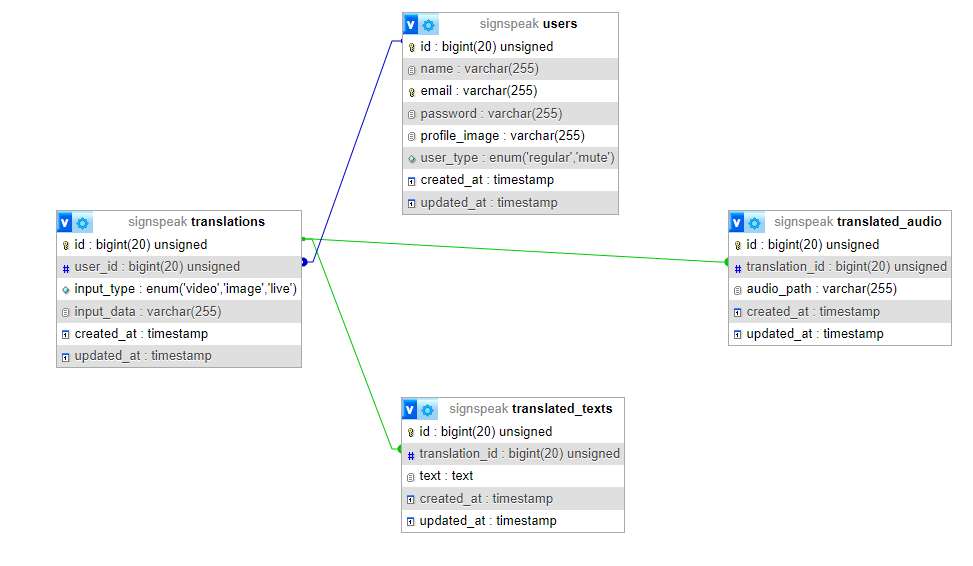 v signspeak users
id : bigint(20) unsigned
name : varchar(255)
email : varchar(255)
password : varchar(255)
profile_image : varchar(255)
user_type : enum('regular','mute')
created_at : timestamp
updated_at : timestamp
v signspeak translations
id : bigint(20) unsigned
# user_id : bigint(20) unsigned
input_type : enum('video','image','live')
input_data : varchar(255)
created_at : timestamp
updated_at : timestamp
v signspeak translated_audio
id : bigint(20) unsigned
# translation_id : bigint(20) unsigned
audio_path : varchar(255)
created_at : timestamp
updated_at : timestamp
v signspeak translated_texts
id : bigint(20) unsigned
# translation_id : bigint(20) unsigned
text : text
created_at : timestamp
updated_at : timestamp